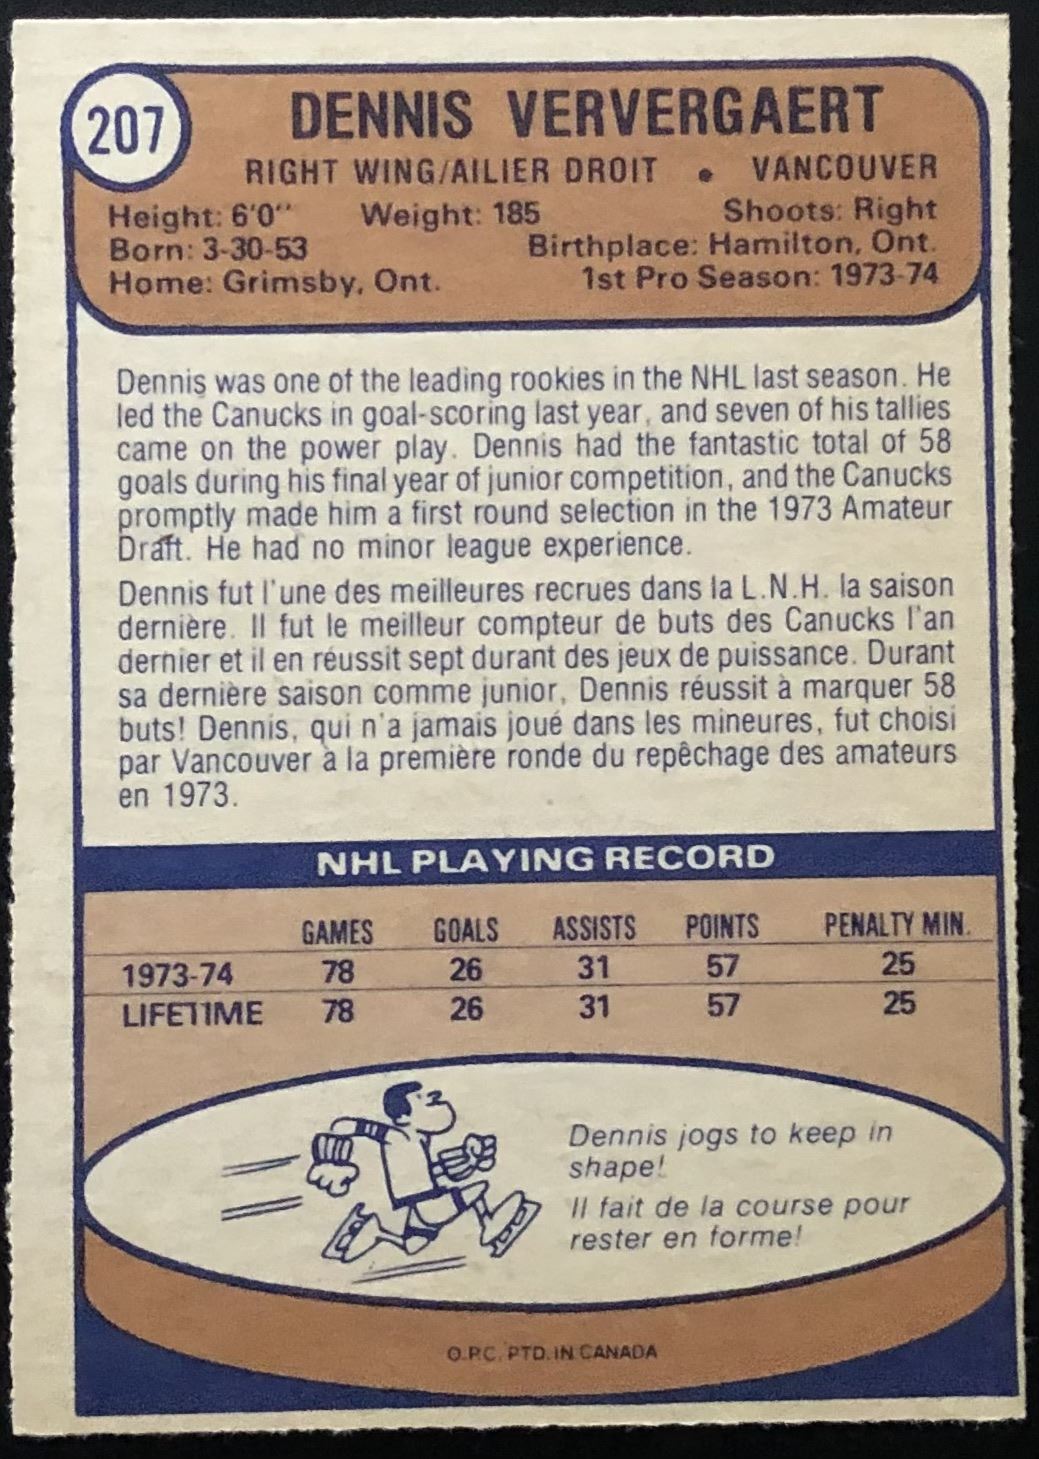 207
DENNIS VERVERGAERT
RIGHT WING/AILIER DROIT • VANCOUVER
Height: 6'0" Weight: 185 Shoots: Right
Born: 3-30-53 Birthplace: Hamilton, Ont.
Home: Grimsby, Ont. 1st Pro Season: 1973-74
Dennis was one of the leading rookies in the NHL last season. He
led the Canucks in goal-scoring last year, and seven of his tallies
came on the power play. Dennis had the fantastic total of 58
goals during his final year of junior competition, and the Canucks
promptly made him a first round selection in the 1973 Amateur
Draft. He had no minor league experience.
Dennis fut l'une des meilleures recrues dans la L.N.H. la saison
dernière. Il fut le meilleur compteur de buts des Canucks l'an
dernier et il en réussit sept durant des jeux de puissance. Durant
sa dernière saison comme junior, Dennis réussit à marquer 58
buts! Dennis, qui n'a jamais joué dans les mineures, fut choisi
par Vancouver à la première ronde du repêchage des amateurs
en 1973.
NHL PLAYING RECORD
GAMES GOALS ASSISTS POINTS PENALTY MIN.
1973-74 78 26 31 57 25
LIFETIME 78 26 31 57 25
Dennis jogs to keep in
shape!
Il fait de la course pour
rester en forme!
O.P.C. PTD. IN CANADA